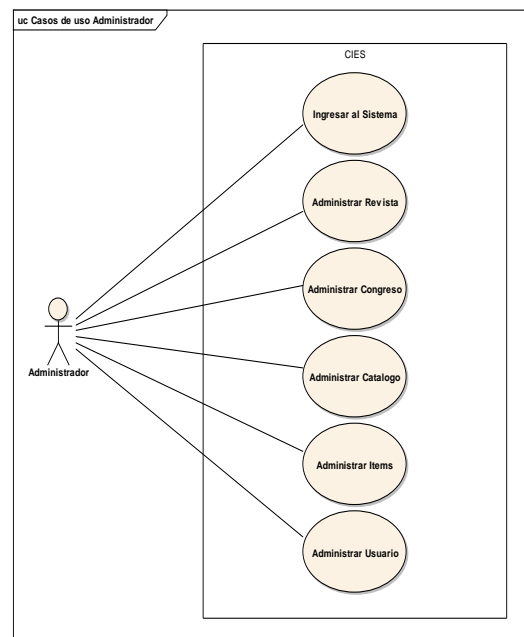 uc Casos de uso Administrador
CIES
Ingresar al Sistema
Administrar Revista
Administrar Congreso
Administrador
Administrar Catalogo
Administrar Items
Administrar Usuario